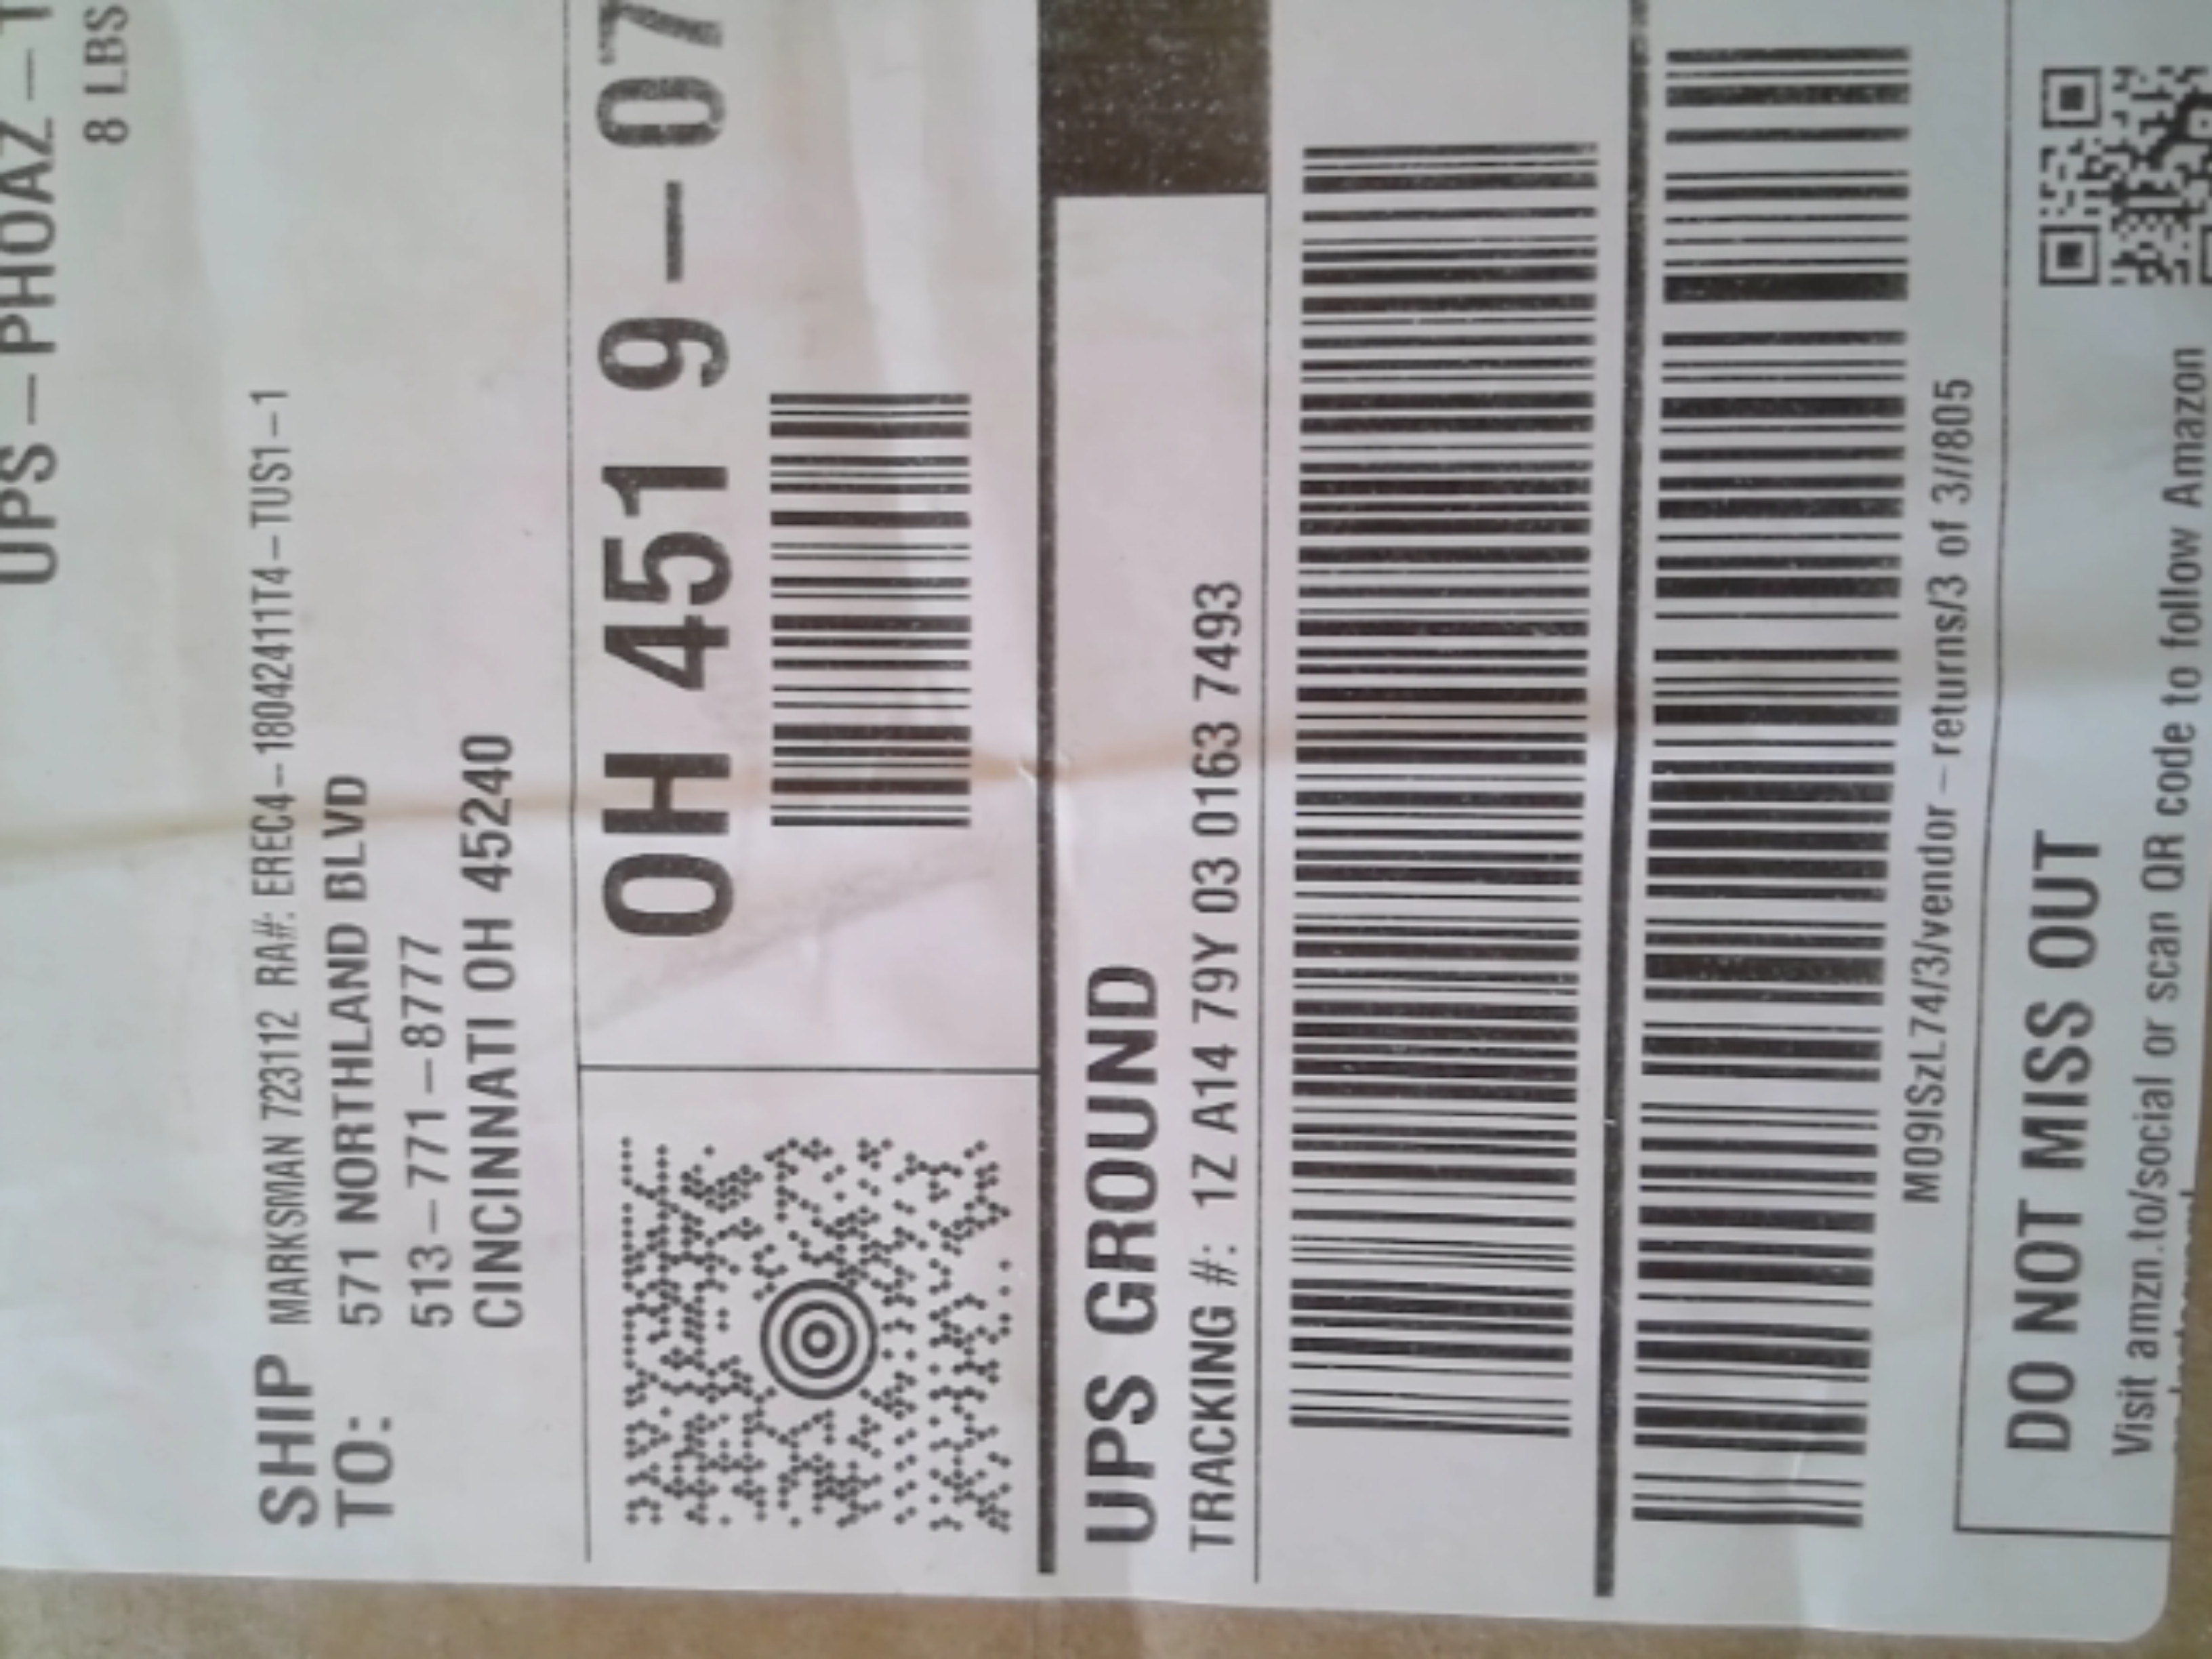 UPS – PHOAZ –
8 LBS
SHIP TO:
MARKSMAN 723112 RA#: EREC4–18042411T4–TUS1–1
571 NORTHLAND BLVD
513–771–8777
CINCINNATI OH 45240
OH 451 9–07
UPS GROUND
TRACKING #: 1Z A14 79Y 03 0163 7493
M09ISzL74/3/vendor – returns/3 of 3//805
DO NOT MISS OUT
Visit amzn.to/social or scan QR code to follow Amazon